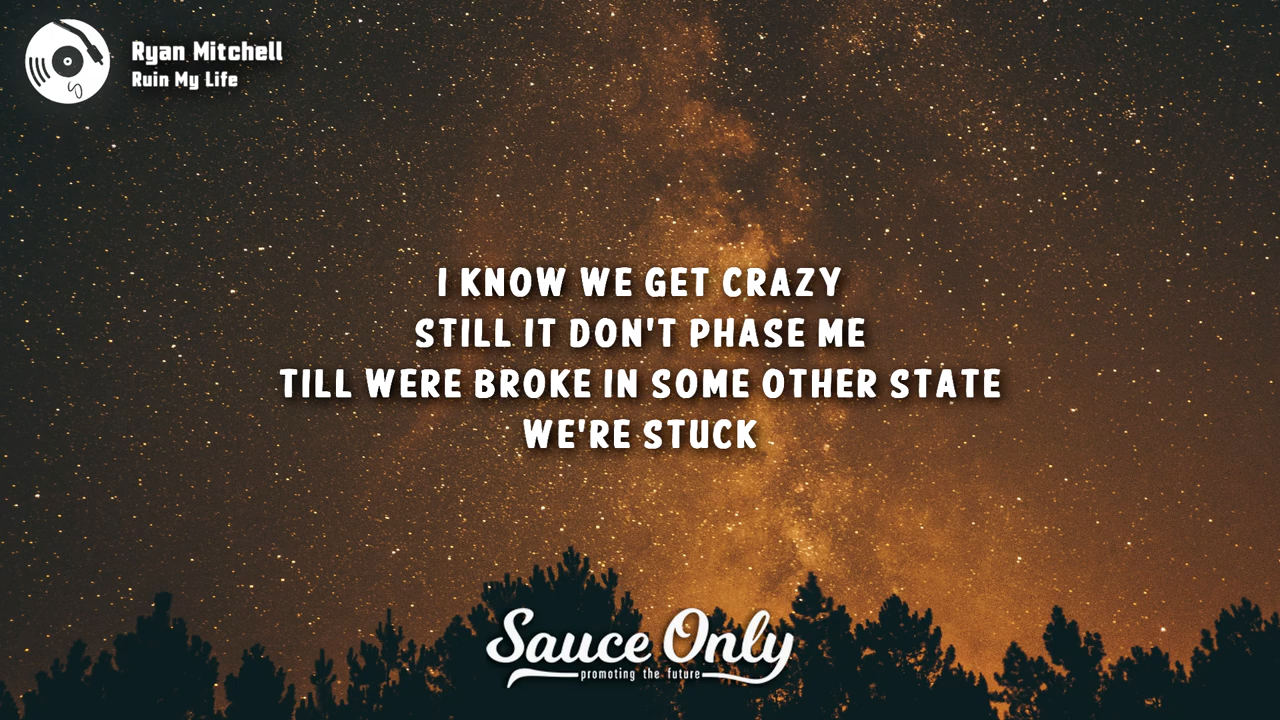 Ryan Mitchell
Ruin My Life
I KNOW WE GET CRAZY
STILL IT DON'T PHASE ME
TILL WERE BROKE IN SOME OTHER STATE
WE'RE STUCK
Sauce Only
promoting the future